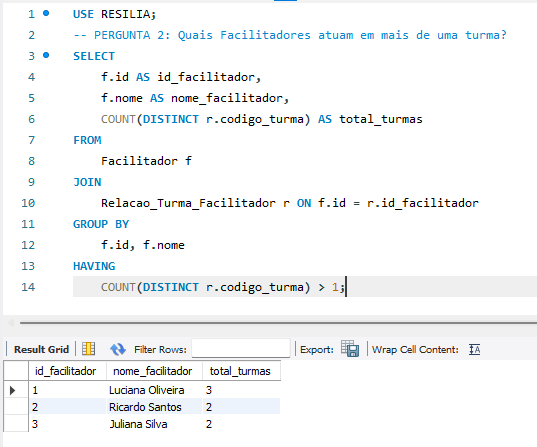 1 USE RESILIA;
2 -- PERGUNTA 2: Quais Facilitadores atuam em mais de uma turma?
3 SELECT
4 f.id AS id_facilitador,
5 f.nome AS nome_facilitador,
6 COUNT(DISTINCT r.codigo_turma) AS total_turmas
7 FROM
8 Facilitador f
9 JOIN
10 Relacao_Turma_Facilitador r ON f.id = r.id_facilitador
11 GROUP BY
12 f.id, f.nome
13 HAVING
14 COUNT(DISTINCT r.codigo_turma) > 1;
Result Grid Filter Rows: Export: Wrap Cell Content:
id_facilitador nome_facilitador total_turmas
1 Luciana Oliveira 3
2 Ricardo Santos 2
3 Juliana Silva 2